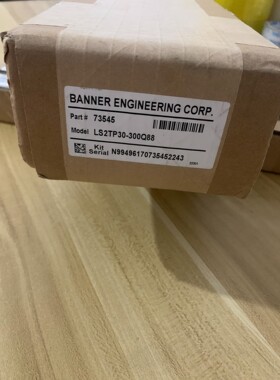 BANNER ENGINEERING CORP.
Part # 73545
Model LS2TP30-300Q88
Kit
Serial N99496170735452243